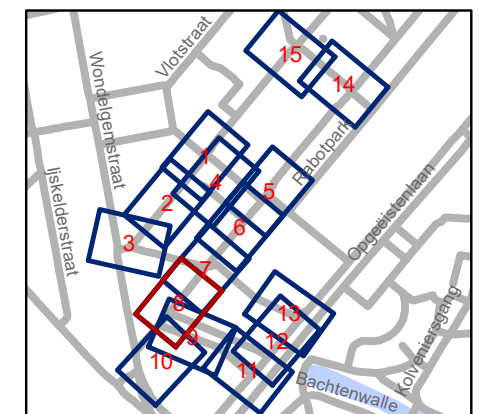 Vlotstraat
Wondelgemstraat
Ijskelderstraat
Rabotpark
Opgeëistenlaan
Kolveniersgang
Bachtenwalle
15
14
1
4
5
2
6
3
7
8
13
9
12
10
11